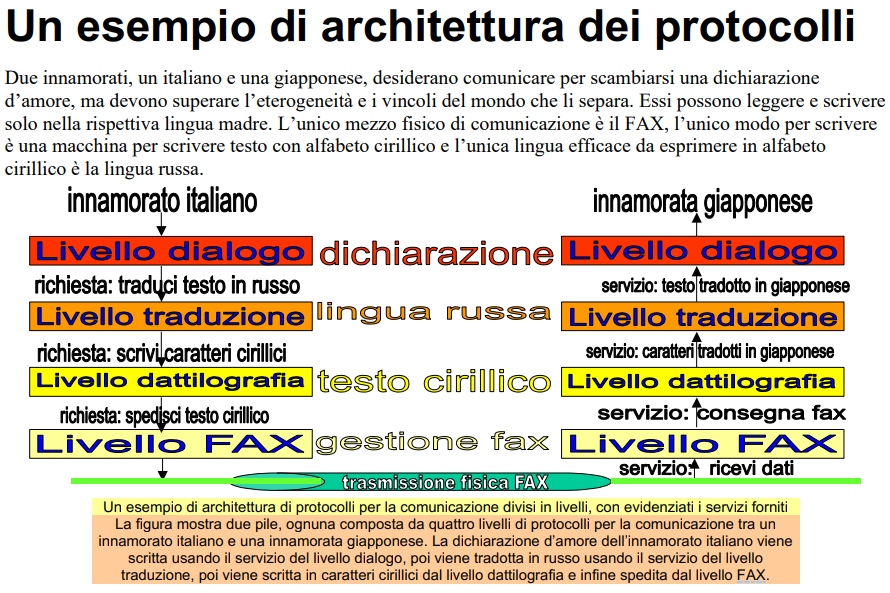 Un esempio di architettura dei protocolli
Due innamorati, un italiano e una giapponese, desiderano comunicare per scambiarsi una dichiarazione
d’amore, ma devono superare l’eterogeneità e i vincoli del mondo che li separa. Essi possono leggere e scrivere
solo nella rispettiva lingua madre. L’unico mezzo fisico di comunicazione è il FAX, l’unico modo per scrivere
è una macchina per scrivere testo con alfabeto cirillico e l’unica lingua efficace da esprimere in alfabeto
cirillico è la lingua russa.
innamorato italiano innamorata giapponese
Livello dialogo dichiarazione Livello dialogo
richiesta: traduci testo in russo servizio: testo tradotto in giapponese
Livello traduzione lingua russa Livello traduzione
richiesta: scrivi caratteri cirillici servizio: caratteri tradotti in giapponese
Livello dattilografia testo cirillico Livello dattilografia
richiesta: spedisci testo cirillico servizio: consegna fax
Livello FAX gestione fax Livello FAX
servizio: ricevi dati
trasmissione fisica FAX
Un esempio di architettura di protocolli per la comunicazione divisi in livelli, con evidenziati i servizi forniti
La figura mostra due pile, ognuna composta da quattro livelli di protocolli per la comunicazione tra un
innamorato italiano e una innamorata giapponese. La dichiarazione d’amore dell’innamorato italiano viene
scritta usando il servizio del livello dialogo, poi viene tradotta in russo usando il servizio del livello
traduzione, poi viene scritta in caratteri cirillici dal livello dattilografia e infine spedita dal livello FAX.